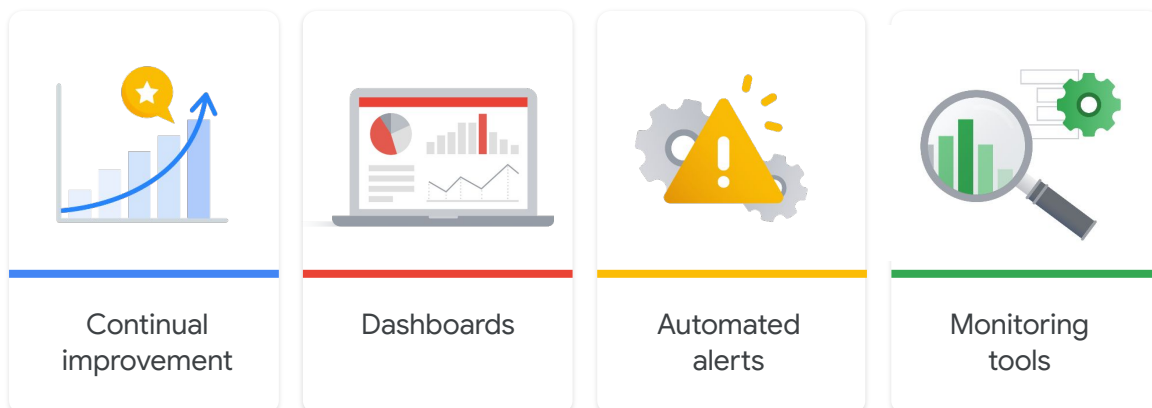 Continual
improvement
Dashboards
Automated
alerts
Monitoring
tools